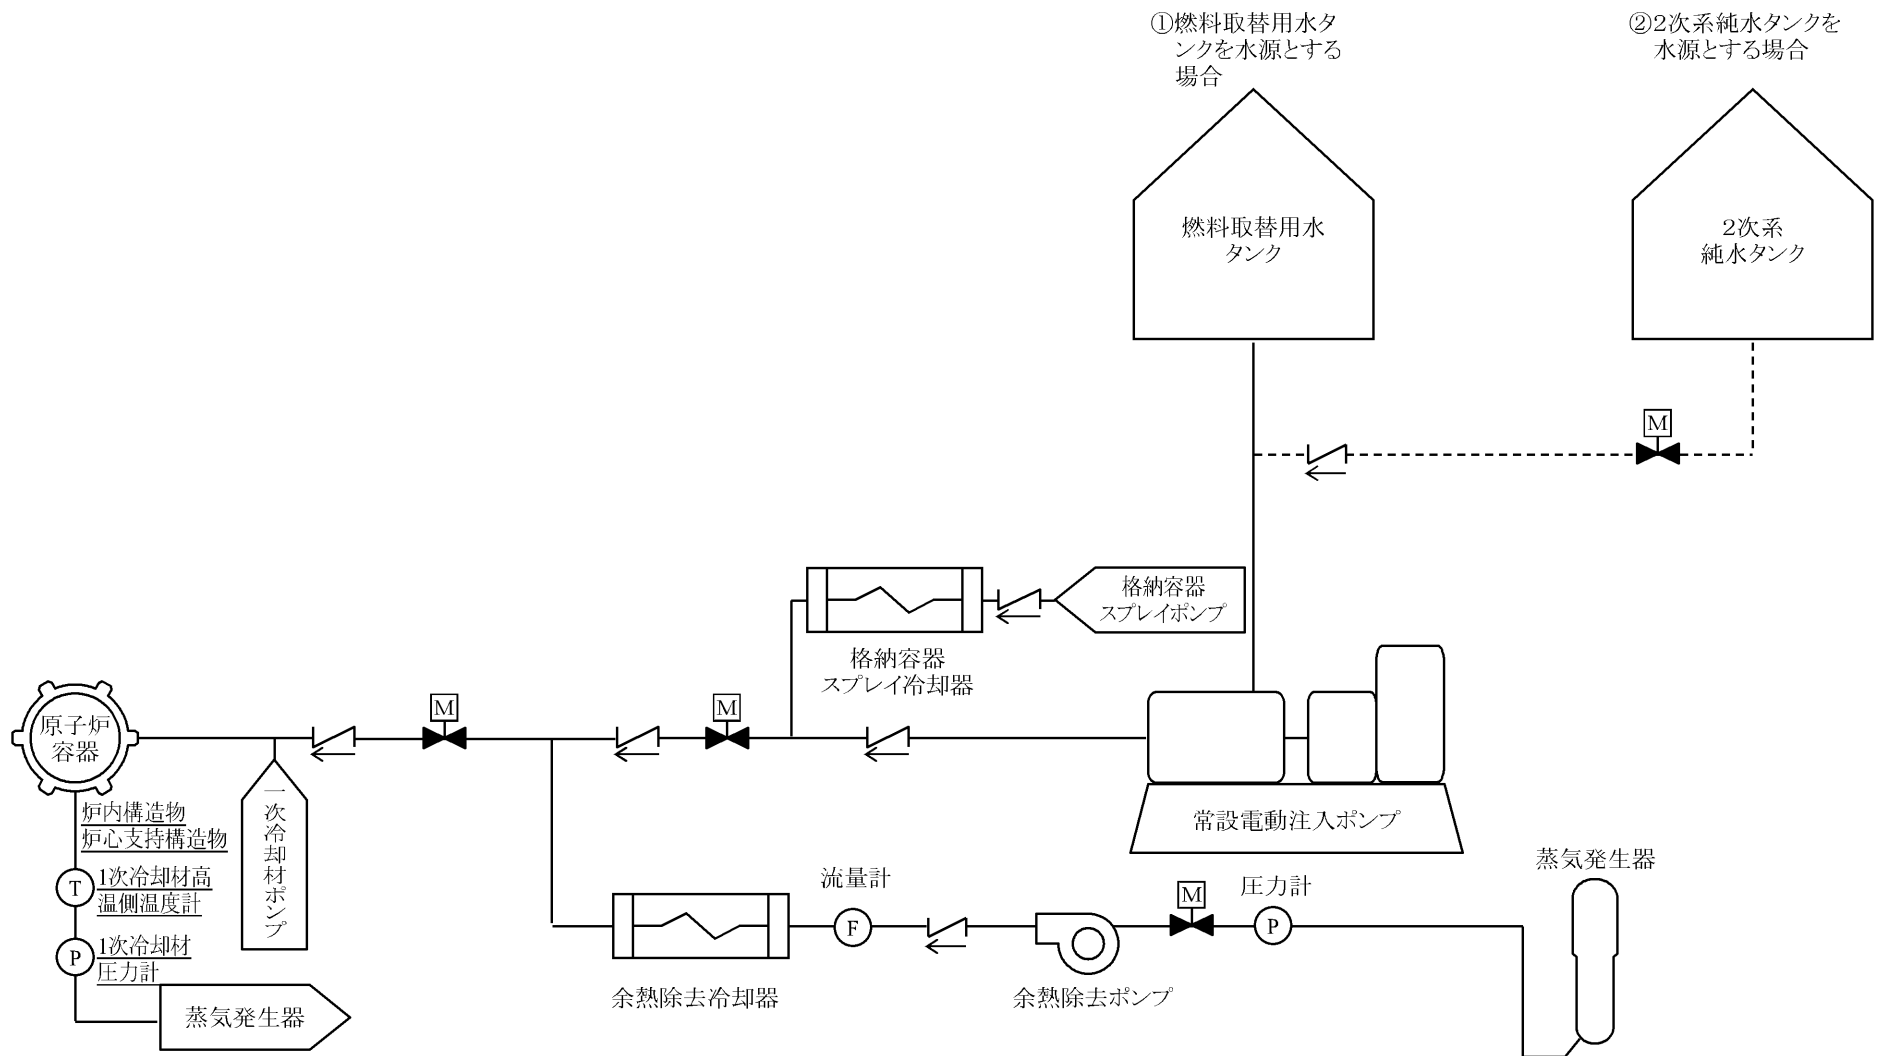 ①燃料取替用水タ
ンクを水源とする
場合
②2次系純水タンクを
水源とする場合
燃料取替用水
タンク
2次系
純水タンク
M
格納容器
スプレイポンプ
格納容器
スプレイ冷却器
M
M
原子炉
容器
炉内構造物
炉心支持構造物
一次冷却材ポンプ
常設電動注入ポンプ
T
1次冷却材高
温側温度計
P
1次冷却材
圧力計
蒸気発生器
流量計
F
余熱除去冷却器
余熱除去ポンプ
M
圧力計
P
蒸気発生器